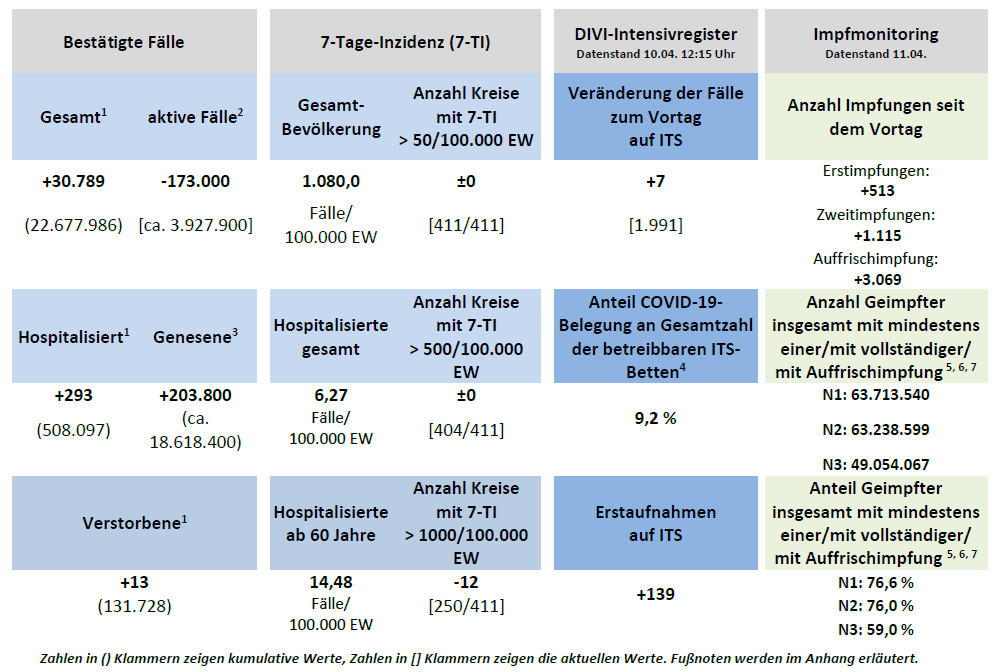 Bestätigte Fälle
7-Tage-Inzidenz (7-TI)
DIVI-Intensivregister
Datenstand 10.04. 12:15 Uhr
Impfmonitoring
Datenstand 11.04.
Gesamt¹
aktive Fälle²
Gesamt-
Bevölkerung
Anzahl Kreise
mit 7-TI
> 50/100.000 EW
Veränderung der Fälle
zum Vortag
auf ITS
Anzahl Impfungen seit
dem Vortag
+30.789
(22.677.986)
-173.000
[ca. 3.927.900]
1.080,0
Fälle/
100.000 EW
±0
[411/411]
+7
[1.991]
Erstimpfungen:
+513
Zweitimpfungen:
+1.115
Auffrischimpfung:
+3.069
Hospitalisiert¹
Genesene³
Hospitalisierte
gesamt
Anzahl Kreise
mit 7-TI
> 500/100.000
EW
Anteil COVID-19-
Belegung an Gesamtzahl
der betreibbaren ITS-
Betten⁴
Anzahl Geimpfter
insgesamt mit mindestens
einer/mit vollständiger/
mit Auffrischimpfung ⁵, ⁶, ⁷
+293
(508.097)
+203.800
(ca.
18.618.400)
6,27
Fälle/
100.000 EW
±0
[404/411]
9,2 %
N1: 63.713.540
N2: 63.238.599
N3: 49.054.067
Verstorbene¹
Hospitalisierte
ab 60 Jahre
Anzahl Kreise
mit 7-TI
> 1000/100.000
EW
Erstaufnahmen
auf ITS
Anteil Geimpfter
insgesamt mit mindestens
einer/mit vollständiger/
mit Auffrischimpfung ⁵, ⁶, ⁷
+13
(131.728)
14,48
Fälle/
100.000 EW
-12
[250/411]
+139
N1: 76,6 %
N2: 76,0 %
N3: 59,0 %
Zahlen in () Klammern zeigen kumulative Werte, Zahlen in [] Klammern zeigen die aktuellen Werte. Fußnoten werden im Anhang erläutert.